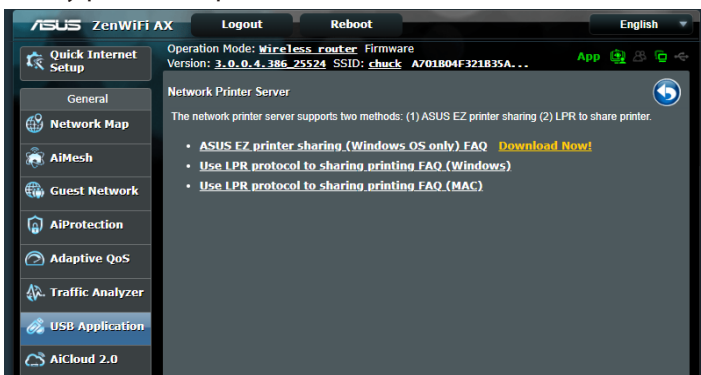 ASUS ZenWiFi AX Logout Reboot English
Quick Internet Setup
Operation Mode: Wireless router Firmware
Version: 3.0.0.4.386_25524 SSID: chuck A701B04F321B35A... App
General
Network Map
AiMesh
Guest Network
AiProtection
Adaptive QoS
Traffic Analyzer
USB Application
AiCloud 2.0
Network Printer Server
The network printer server supports two methods: (1) ASUS EZ printer sharing (2) LPR to share printer.
• ASUS EZ printer sharing (Windows OS only) FAQ Download Now!
• Use LPR protocol to sharing printing FAQ (Windows)
• Use LPR protocol to sharing printing FAQ (MAC)